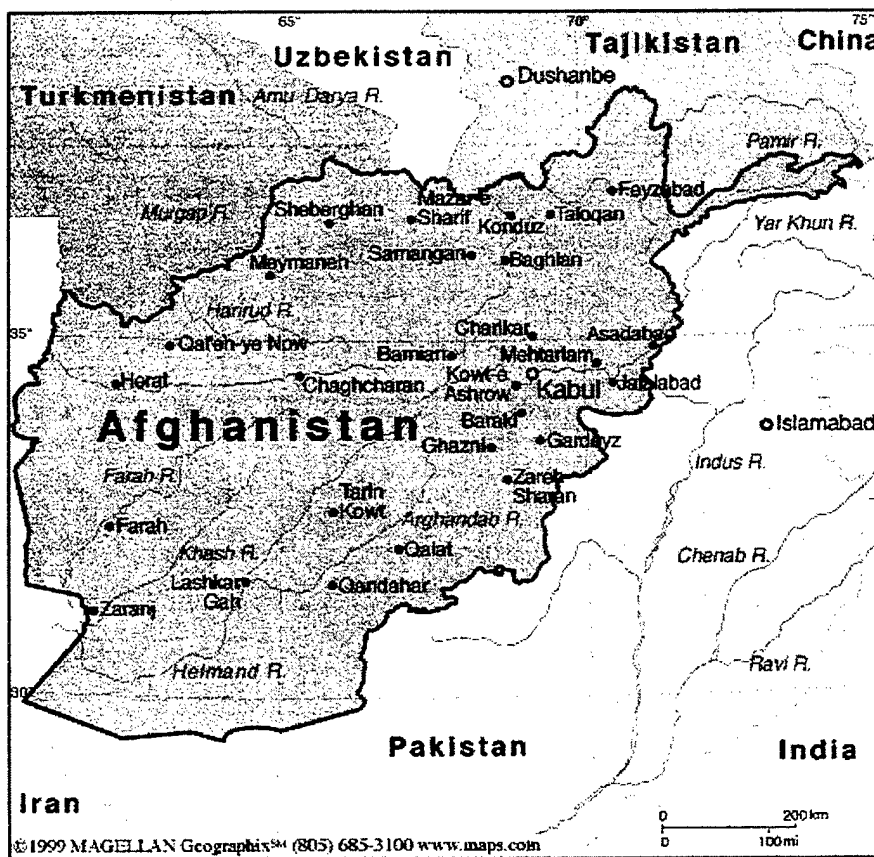 65°
70°
75°
Uzbekistan
Tajikistan
China
Dushanbe
Turkmenistan
Amu Darya R.
Pamir R.
Feyzabad
Mazar-e
Sharif
Murgap R.
Sheberghan
Konduz
Taloqan
Yar Khun R.
Samangan
Baghlan
Meymaneh
Harirud R.
35°
Charikar
Asadabad
Qal'eh-ye Now
Bamian
Mehtarlam
Herat
Chaghcharan
Kowt-e
Ashrow
Kabul
Jalalabad
Afghanistan
Baraki
Islamabad
Ghazni
Gardeyz
Indus R.
Farah R.
Zareh
Sharan
Tarin
Kowt
Arghandab R.
Farah
Khash R.
Qalat
Chenab R.
Lashkar
Gah
Qandahar
Zaranj
Helmand R.
Ravi R.
30°
Pakistan
India
Iran
0 200 km
0 100 mi
©1999 MAGELLAN Geographix℠ (805) 685-3100 www.maps.com